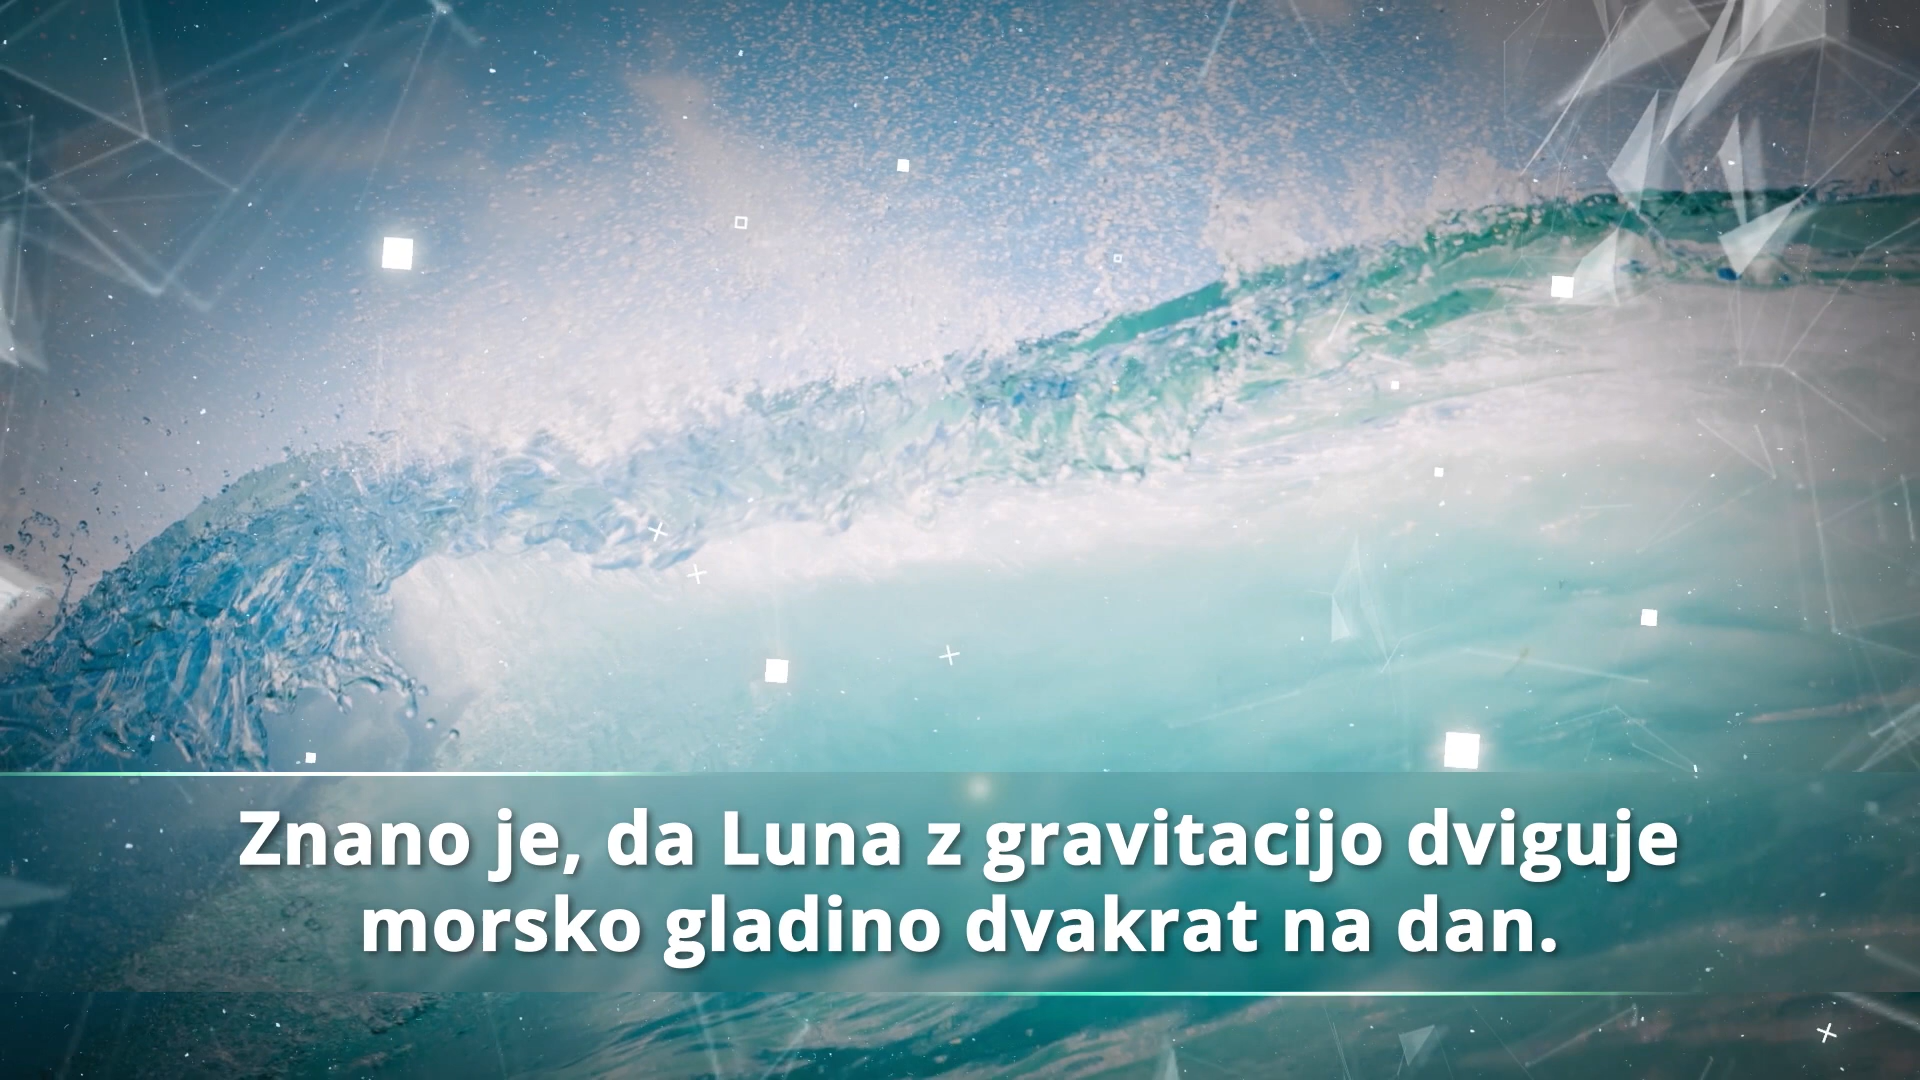 Znano je, da Luna z gravitacijo dviguje
morsko gladino dvakrat na dan.